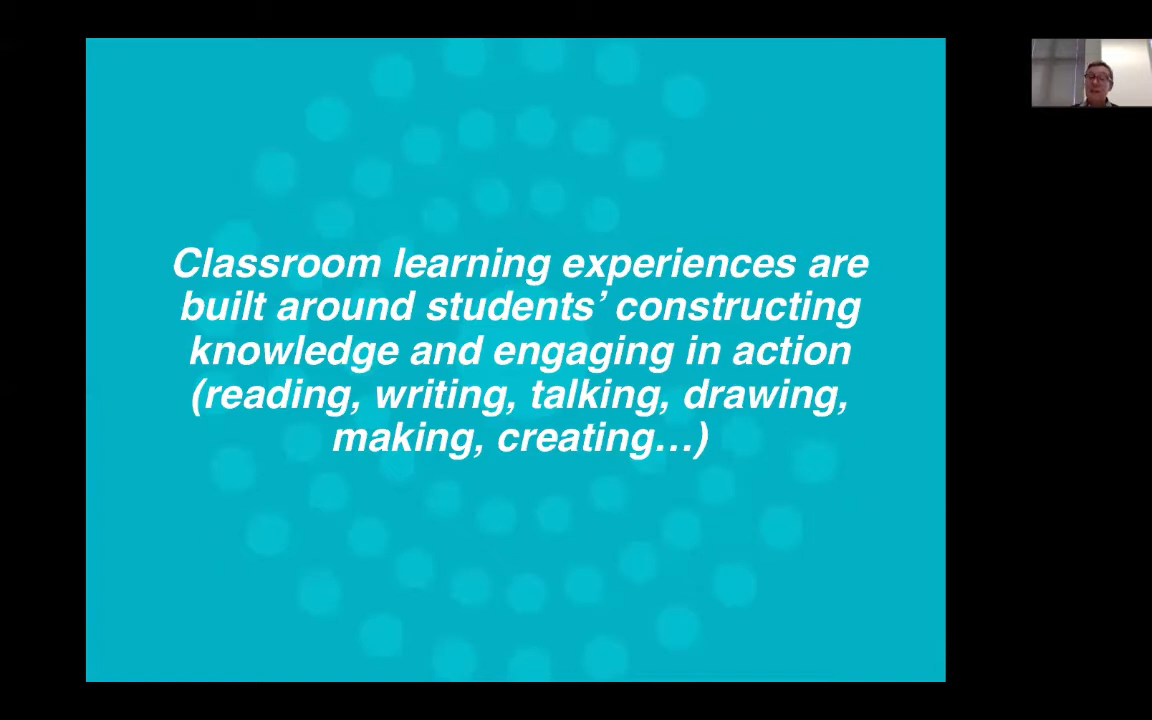 Classroom learning experiences are
built around students’ constructing
knowledge and engaging in action
(reading, writing, talking, drawing,
making, creating…)